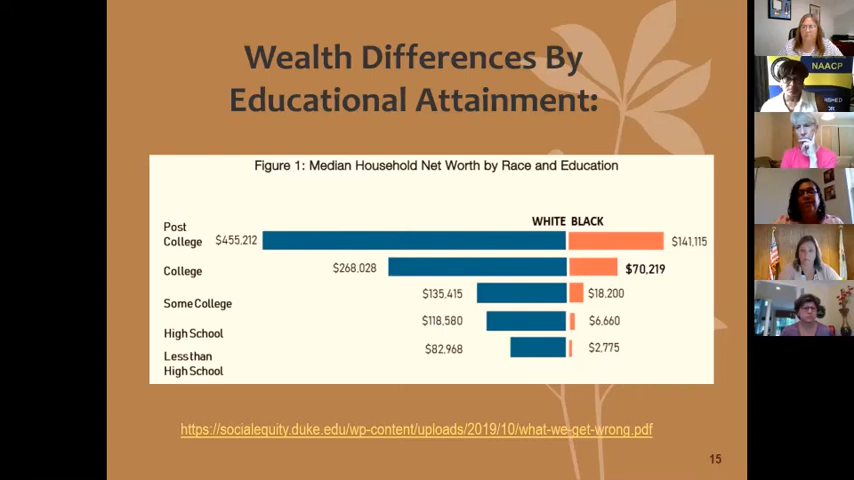 Wealth Differences By
Educational Attainment:
Figure 1: Median Household Net Worth by Race and Education
WHITE BLACK
Post
College $455,212 $141,115
College $268,028 $70,219
Some College $135,415 $18,200
High School $118,580 $6,660
Less than
High School $82,968 $2,775
https://socialequity.duke.edu/wp-content/uploads/2019/10/what-we-get-wrong.pdf
15
NAACP